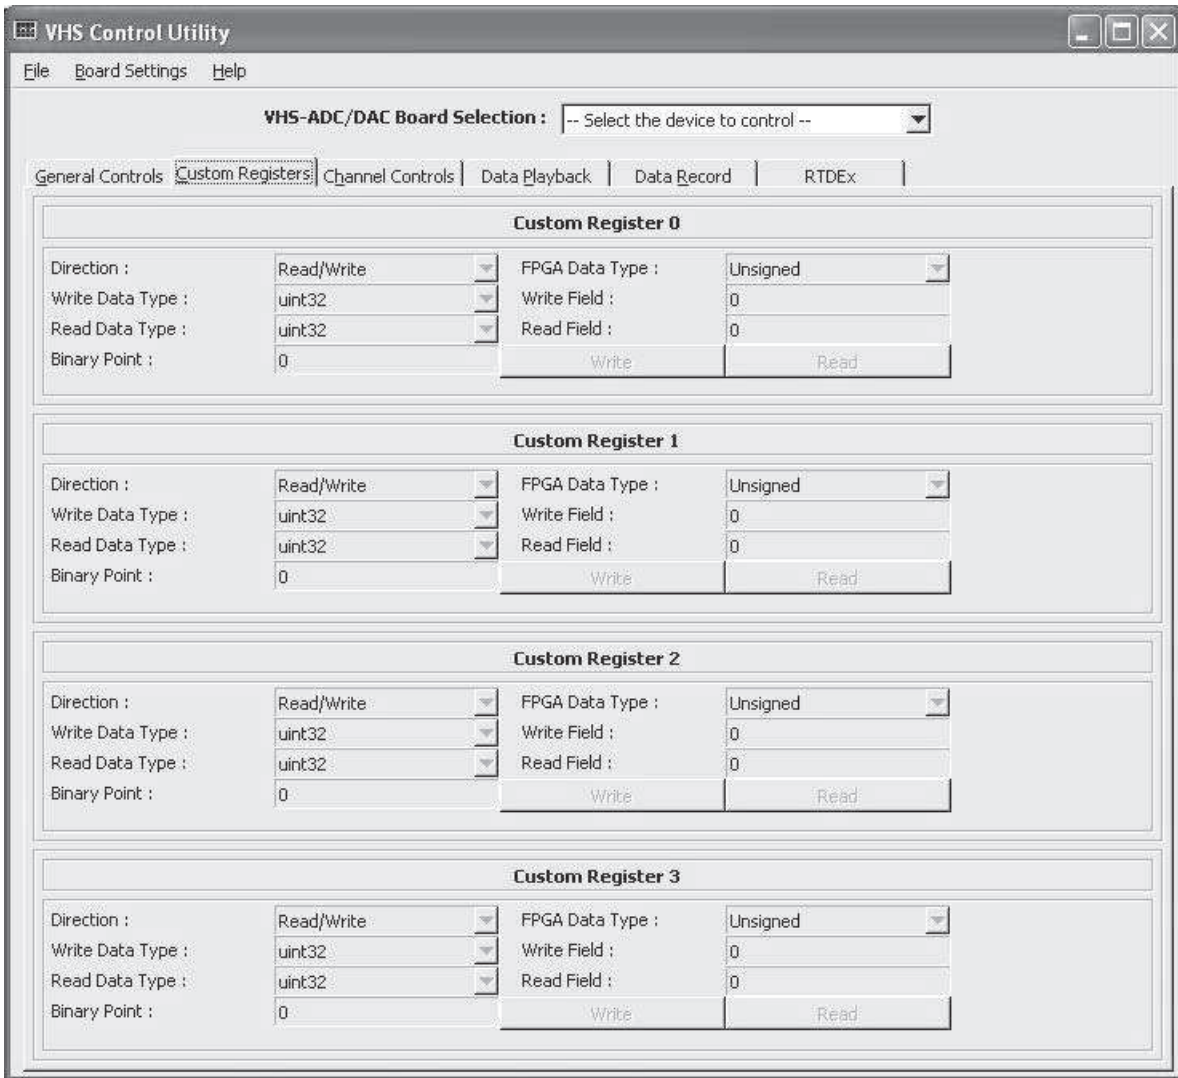 VHS Control Utility
File Board Settings Help
VHS-ADC/DAC Board Selection : -- Select the device to control --
General Controls Custom Registers Channel Controls Data Playback Data Record RTDEx
Custom Register 0
Direction : Read/Write FPGA Data Type : Unsigned
Write Data Type : uint32 Write Field : 0
Read Data Type : uint32 Read Field : 0
Binary Point : 0 Write Read
Custom Register 1
Direction : Read/Write FPGA Data Type : Unsigned
Write Data Type : uint32 Write Field : 0
Read Data Type : uint32 Read Field : 0
Binary Point : 0 Write Read
Custom Register 2
Direction : Read/Write FPGA Data Type : Unsigned
Write Data Type : uint32 Write Field : 0
Read Data Type : uint32 Read Field : 0
Binary Point : 0 Write Read
Custom Register 3
Direction : Read/Write FPGA Data Type : Unsigned
Write Data Type : uint32 Write Field : 0
Read Data Type : uint32 Read Field : 0
Binary Point : 0 Write Read